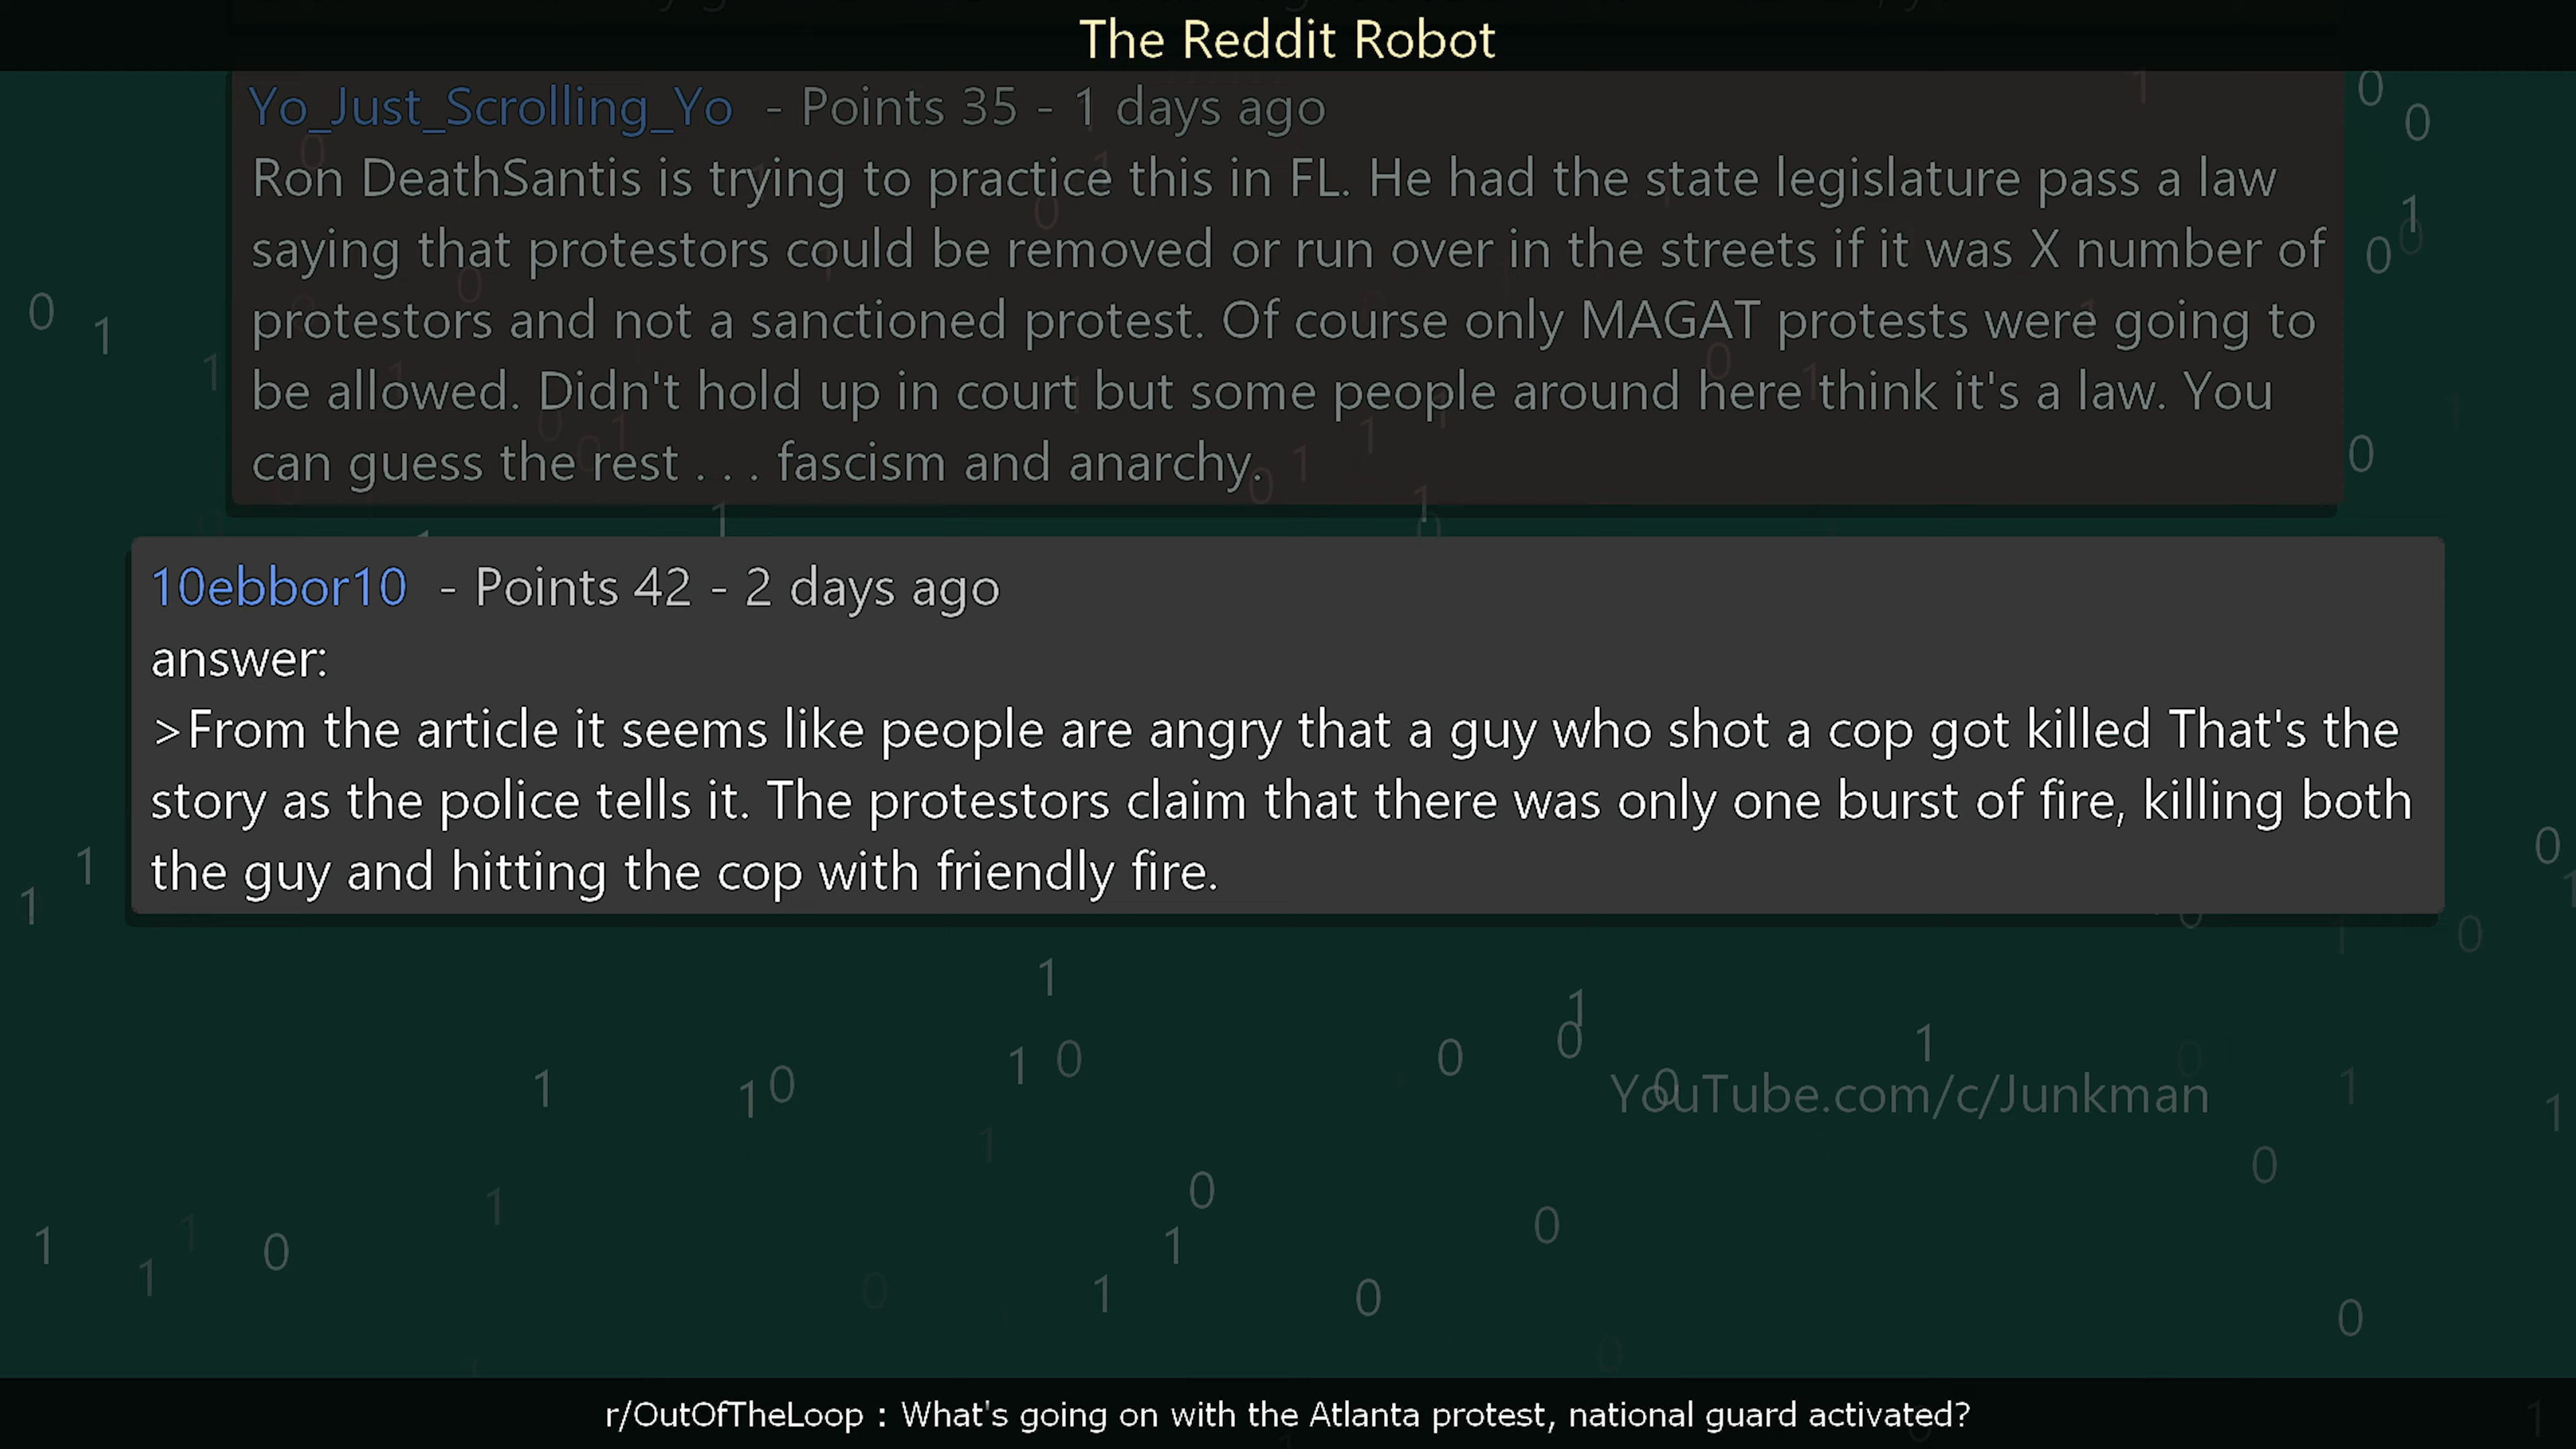 The Reddit Robot
Yo_Just_Scrolling_Yo - Points 35 - 1 days ago
Ron DeathSantis is trying to practice this in FL. He had the state legislature pass a law
saying that protestors could be removed or run over in the streets if it was X number of
protestors and not a sanctioned protest. Of course only MAGAT protests were going to
be allowed. Didn't hold up in court but some people around here think it's a law. You
can guess the rest . . . fascism and anarchy.
10ebbor10 - Points 42 - 2 days ago
answer:
>From the article it seems like people are angry that a guy who shot a cop got killed That's the
story as the police tells it. The protestors claim that there was only one burst of fire, killing both
the guy and hitting the cop with friendly fire.
YouTube.com/c/Junkman
r/OutOfTheLoop : What's going on with the Atlanta protest, national guard activated?